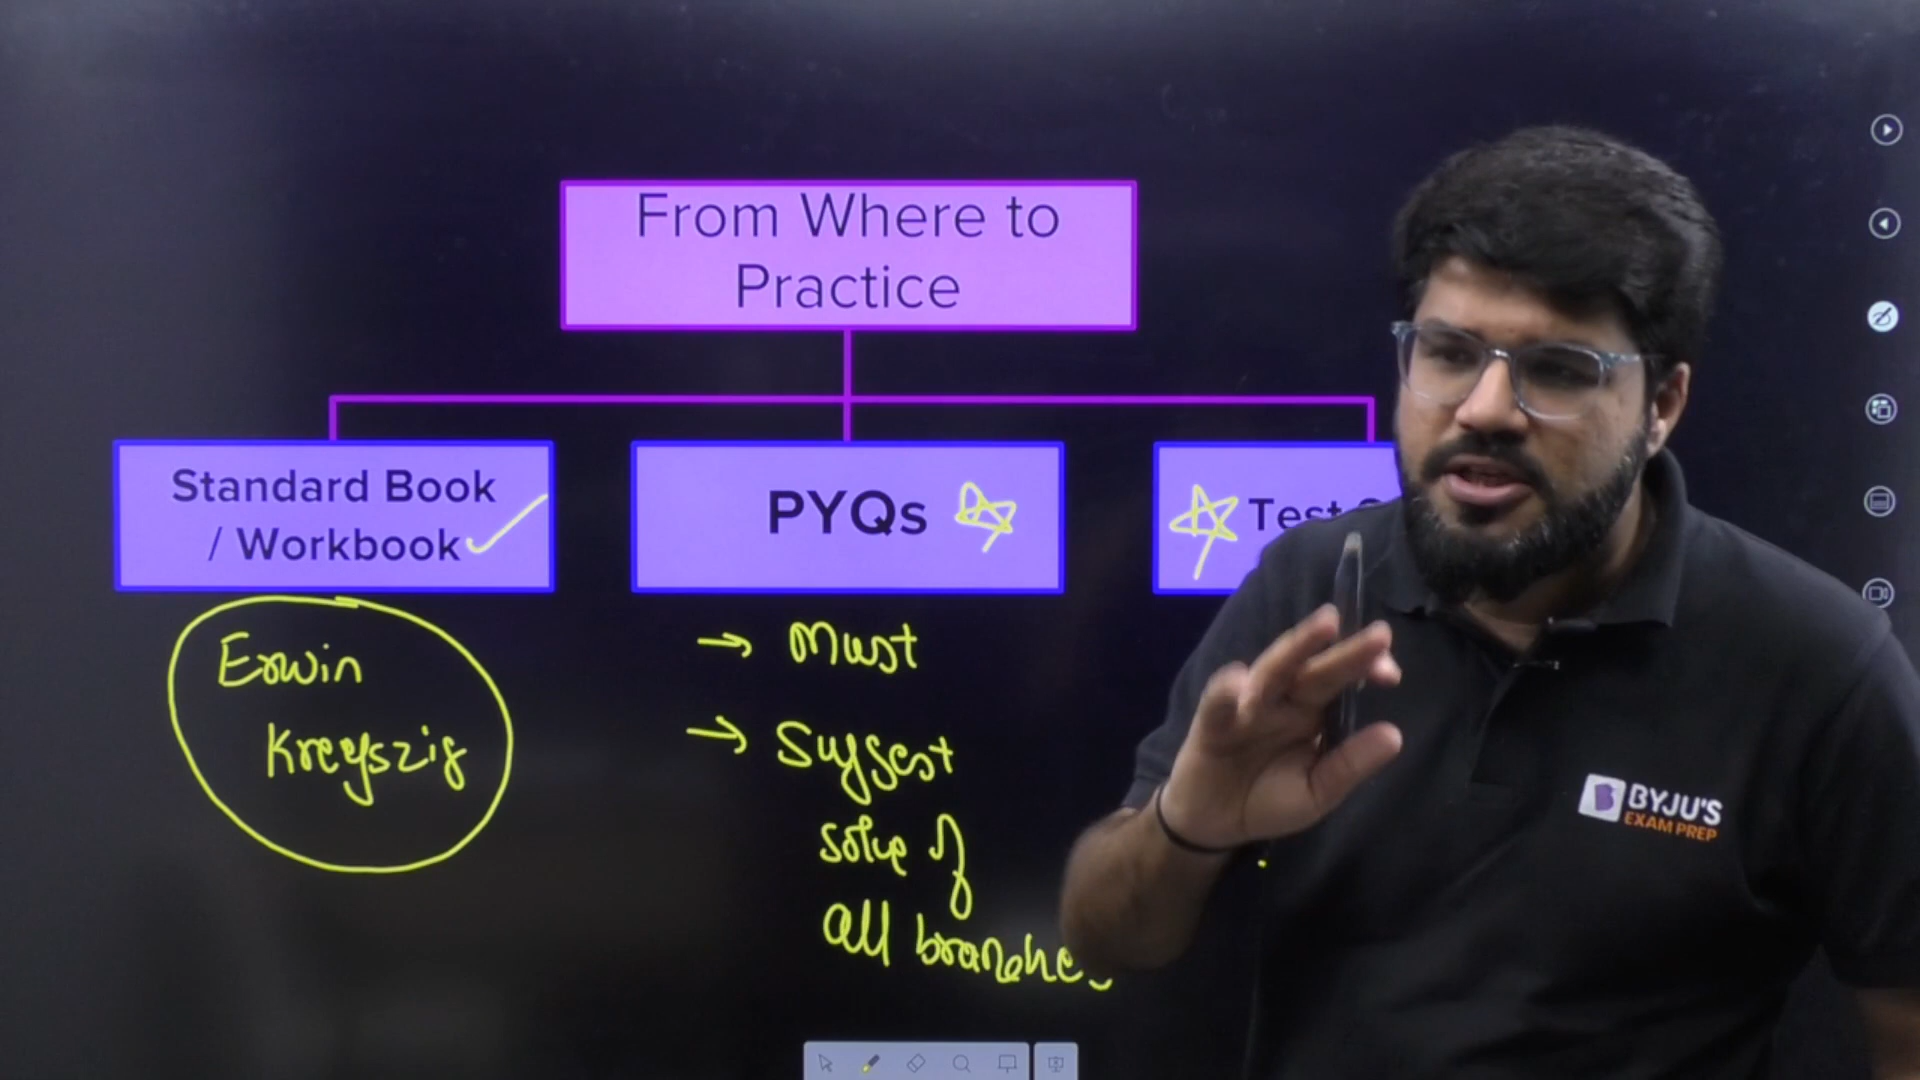 From Where to
Practice
Standard Book
/ Workbook
PYQs
Test
Erwin
Kreyszig
→ Must
→ Suggest
solve of
all branches
BYJU'S
EXAM PREP